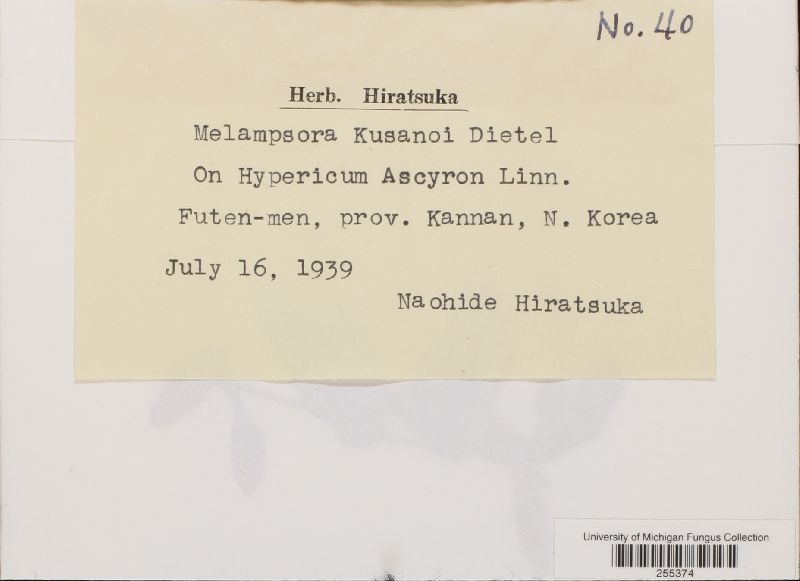 No. 40
Herb. Hiratsuka
Melampsora Kusanoi Dietel
On Hypericum Ascyron Linn.
Futen-men, prov. Kannan, N. Korea
July 16, 1939
Naohide Hiratsuka
University of Michigan Fungus Collection
255374